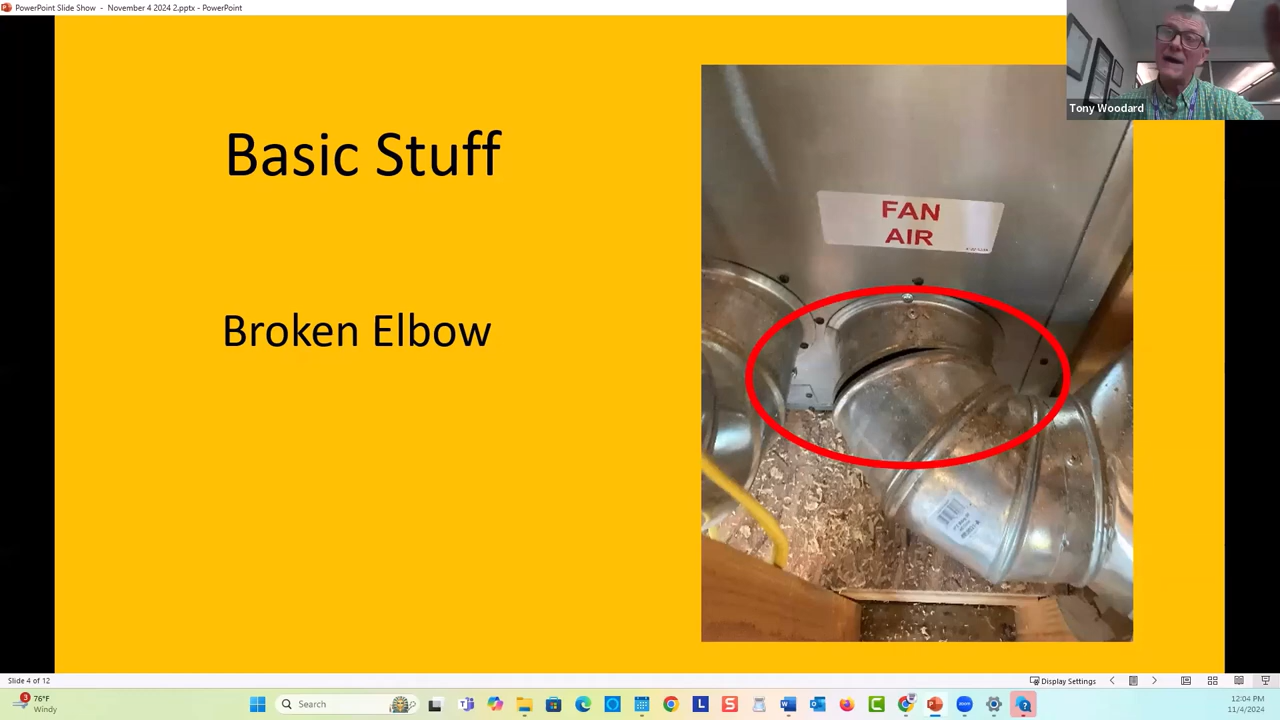 PowerPoint Slide Show - November 4 2024 2.pptx - PowerPoint
Tony Woodard
Basic Stuff
FAN
AIR
Broken Elbow
Slide 4 of 12
Display Settings
3
76°F
Windy
Search
12:04 PM
11/4/2024